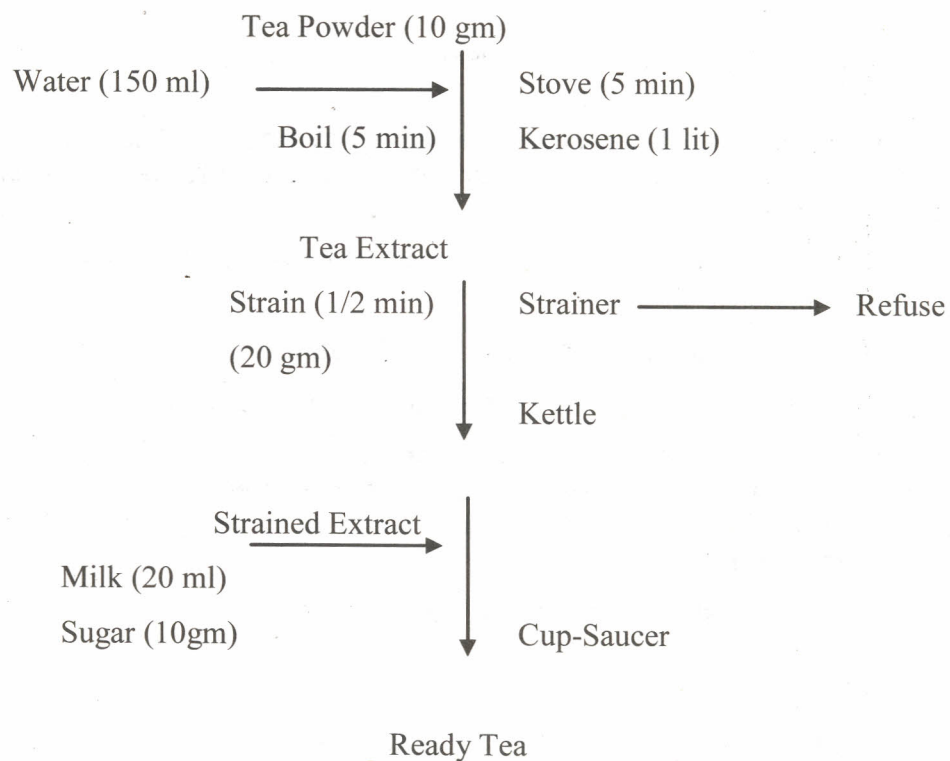 Tea Powder (10 gm)
Water (150 ml)
Stove (5 min)
Boil (5 min)
Kerosene (1 lit)
Tea Extract
Strain (1/2 min)
Strainer
Refuse
(20 gm)
Kettle
Strained Extract
Milk (20 ml)
Sugar (10gm)
Cup-Saucer
Ready Tea